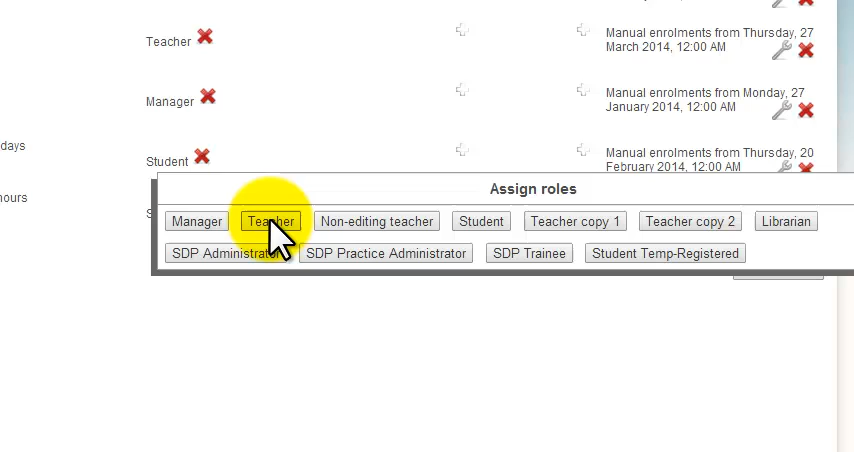 Teacher
Manual enrolments from Thursday, 27
March 2014, 12:00 AM
Manager
Manual enrolments from Monday, 27
January 2014, 12:00 AM
days
Student
Manual enrolments from Thursday, 20
February 2014, 12:00 AM
hours
S
Assign roles
Manager Teacher Non-editing teacher Student Teacher copy 1 Teacher copy 2 Librarian
SDP Administrator SDP Practice Administrator SDP Trainee Student Temp-Registered